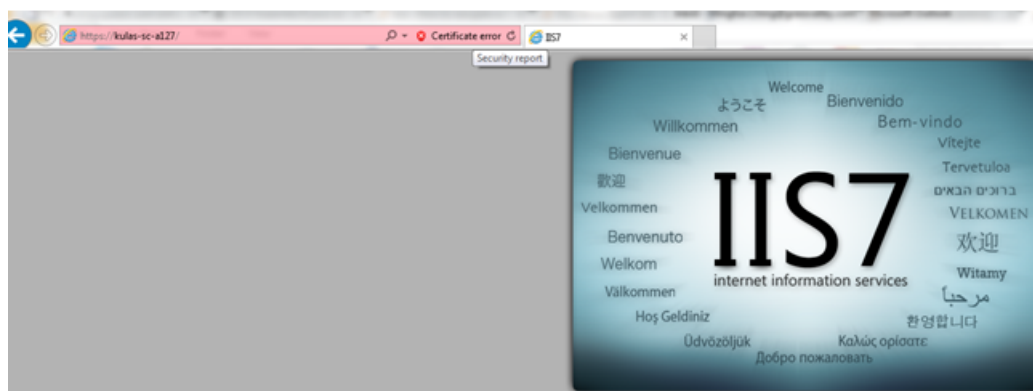 https://kulas-sc-a127/
Certificate error
IIS7
Security report
Welcome
ようこそ
Bienvenido
Willkommen
Bem-vindo
Vítejte
Bienvenue
Tervetuloa
歡迎
ברוכים הבאים
Velkommen
VELKOMEN
Benvenuto
欢迎
Welkom
Witamy
IIS7
internet information services
Välkommen
مرحباً
Hoş Geldiniz
환영합니다
Üdvözöljük
Καλώς ορίσατε
Добро пожаловать